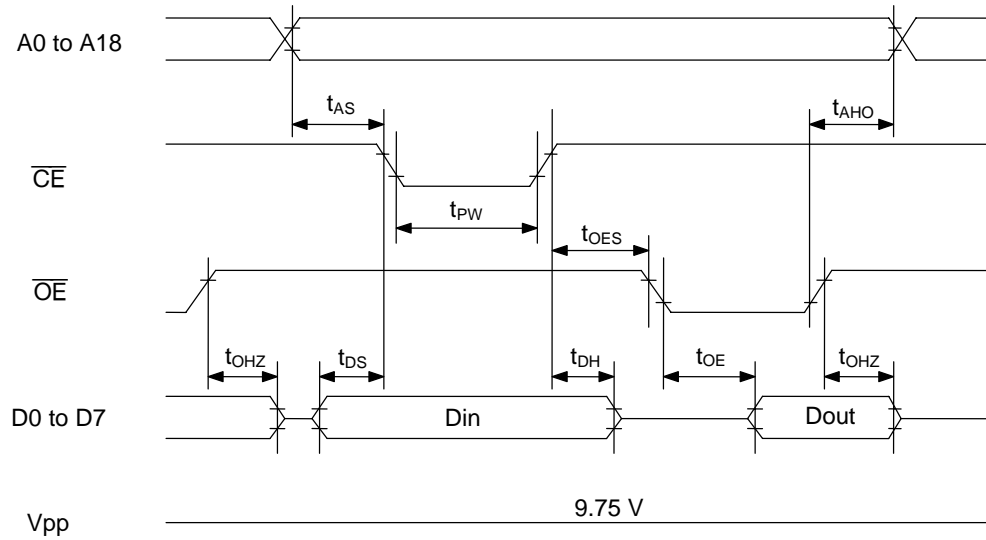 A0 to A18
tAS
tAHO
CE
tPW
tOES
OE
tOHZ
tDS
tDH
tOE
tOHZ
D0 to D7
Din
Dout
9.75 V
Vpp